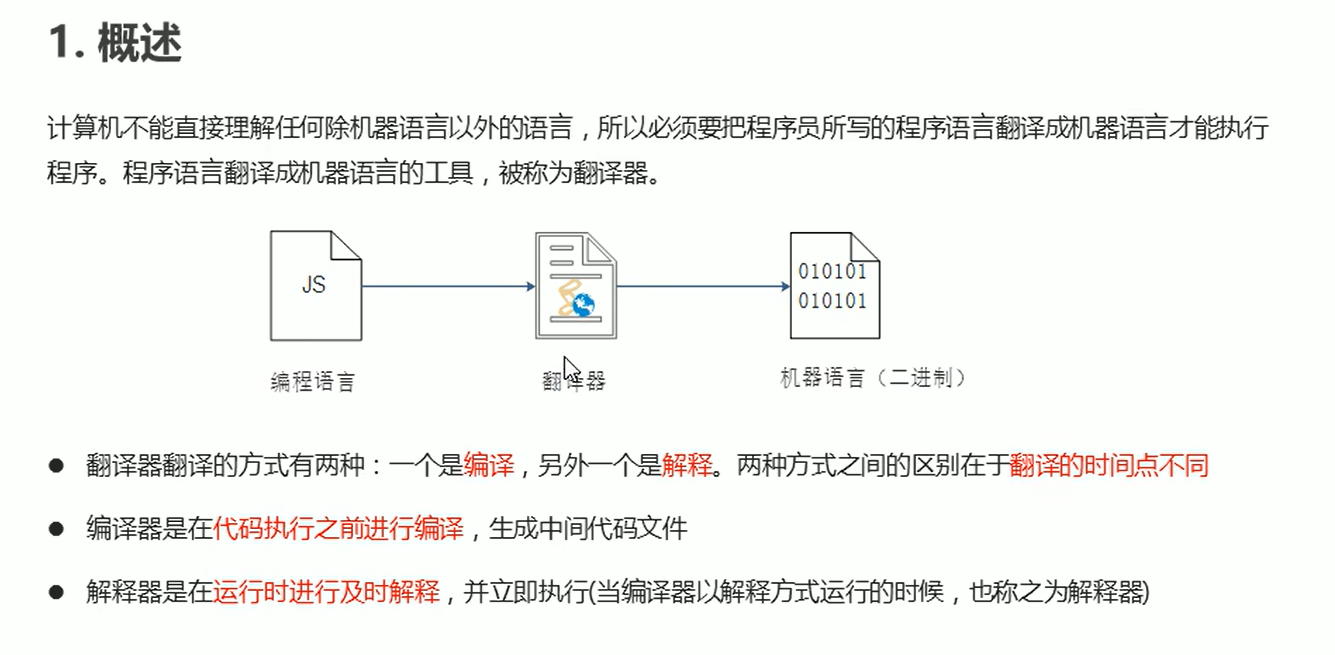 1. 概述
计算机不能直接理解任何除机器语言以外的语言，所以必须要把程序员所写的程序语言翻译成机器语言才能执行
程序。程序语言翻译成机器语言的工具，被称为翻译器。
JS
010101
010101
编程语言
翻译器
机器语言（二进制）
● 翻译器翻译的方式有两种：一个是编译，另外一个是解释。两种方式之间的区别在于翻译的时间点不同
● 编译器是在代码执行之前进行编译，生成中间代码文件
● 解释器是在运行时进行及时解释，并立即执行(当编译器以解释方式运行的时候，也称之为解释器)